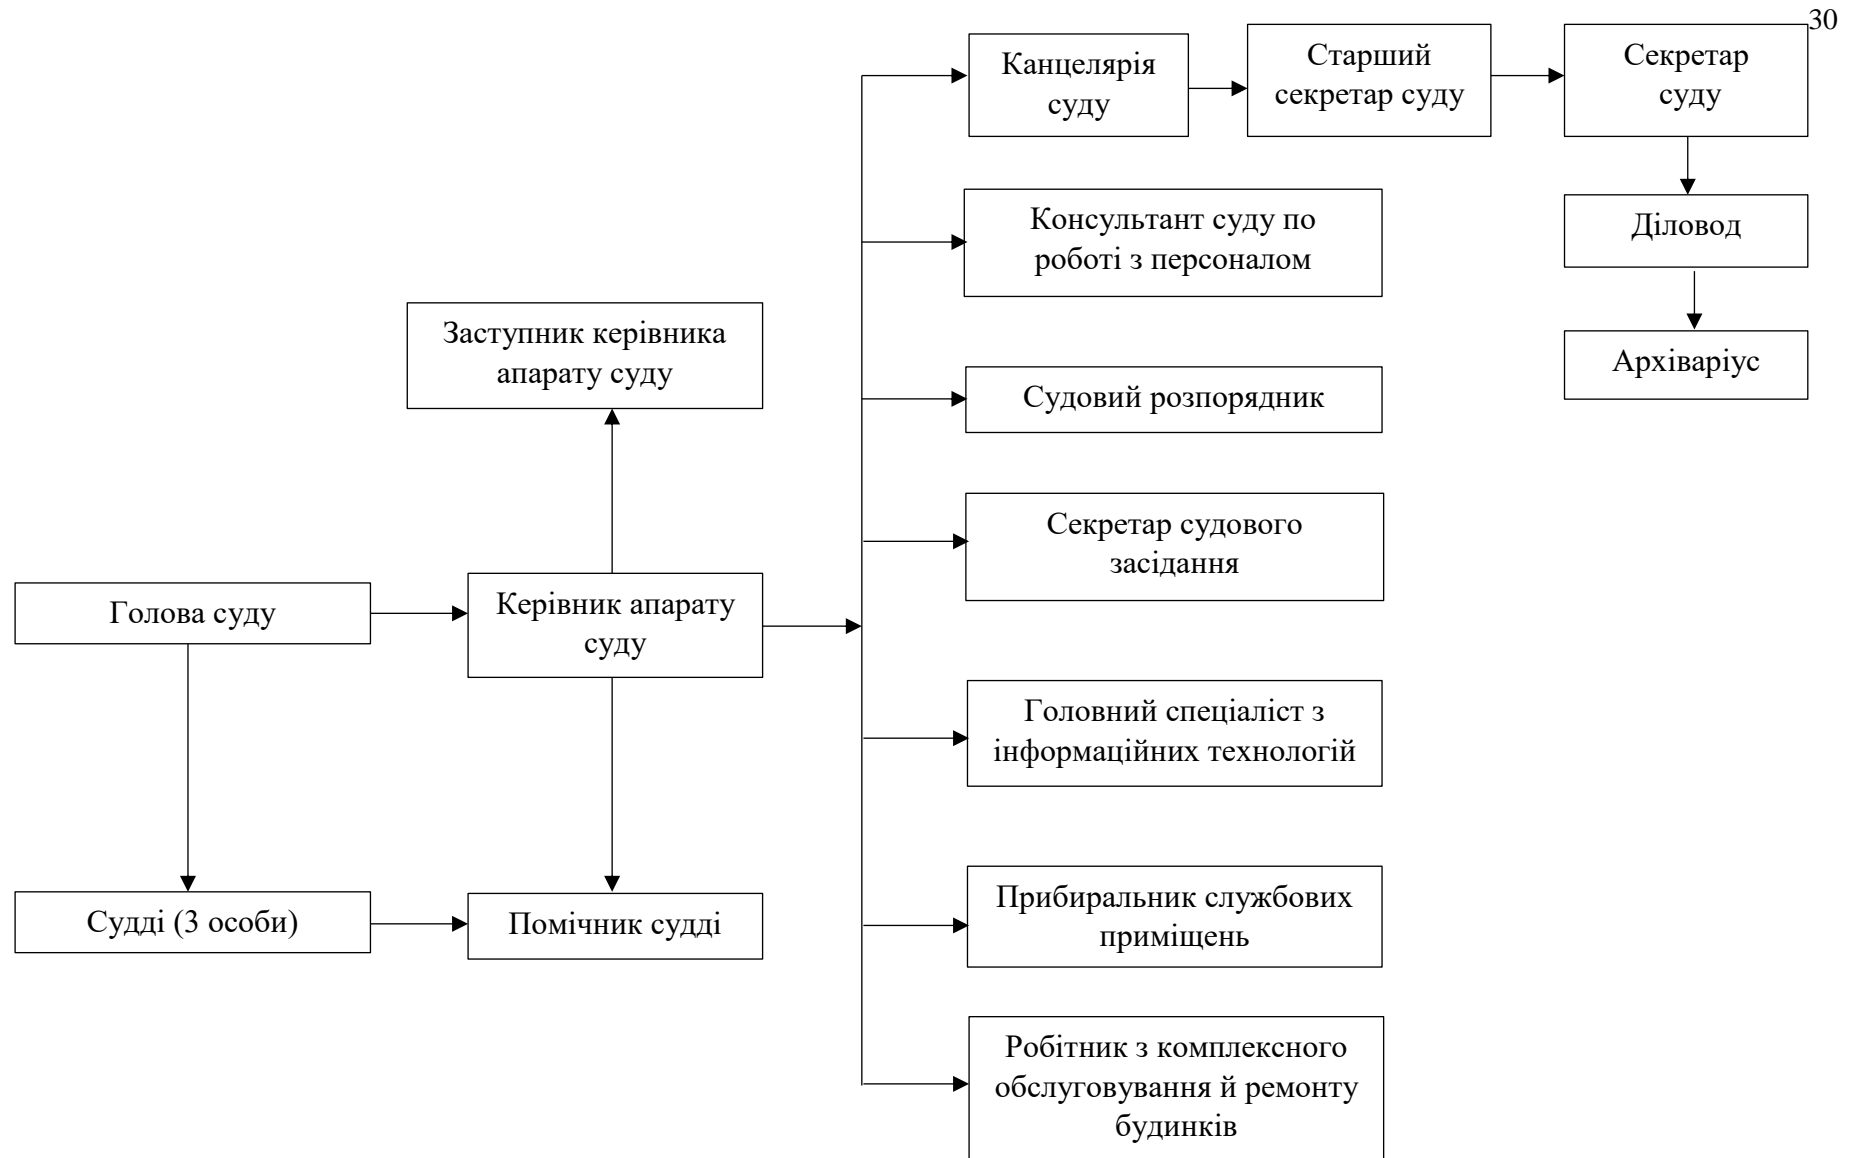 30
Канцелярія
суду
Старший
секретар суду
Секретар
суду
Консультант суду по
роботі з персоналом
Діловод
Заступник керівника
апарату суду
Архіваріус
Судовий розпорядник
Секретар судового
засідання
Голова суду
Керівник апарату
суду
Головний спеціаліст з
інформаційних технологій
Судді (3 особи)
Помічник судді
Прибиральник службових
приміщень
Робітник з комплексного
обслуговування й ремонту
будинків